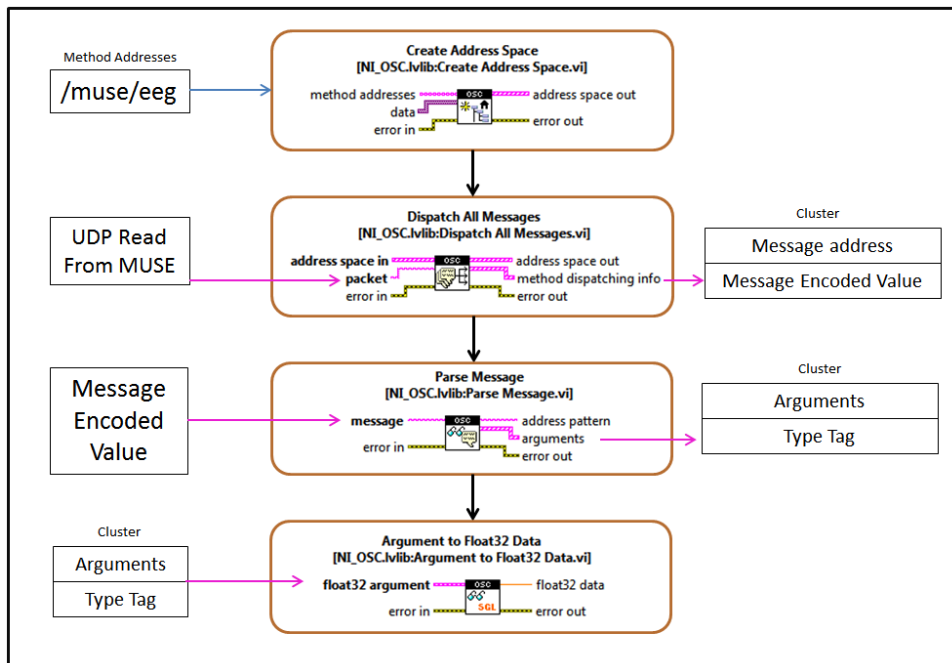 Method Addresses
/muse/eeg
Create Address Space
[NI_OSC.lvlib:Create Address Space.vi]
method addresses
data
error in
OSC
address space out
error out
UDP Read
From MUSE
Dispatch All Messages
[NI_OSC.lvlib:Dispatch All Messages.vi]
address space in
packet
error in
OSC
address space out
method dispatching info
error out
Cluster
Message address
Message Encoded Value
Message
Encoded
Value
Parse Message
[NI_OSC.lvlib:Parse Message.vi]
message
error in
OSC
address pattern
arguments
error out
Cluster
Arguments
Type Tag
Cluster
Arguments
Type Tag
Argument to Float32 Data
[NI_OSC.lvlib:Argument to Float32 Data.vi]
float32 argument
error in
OSC
SGL
float32 data
error out